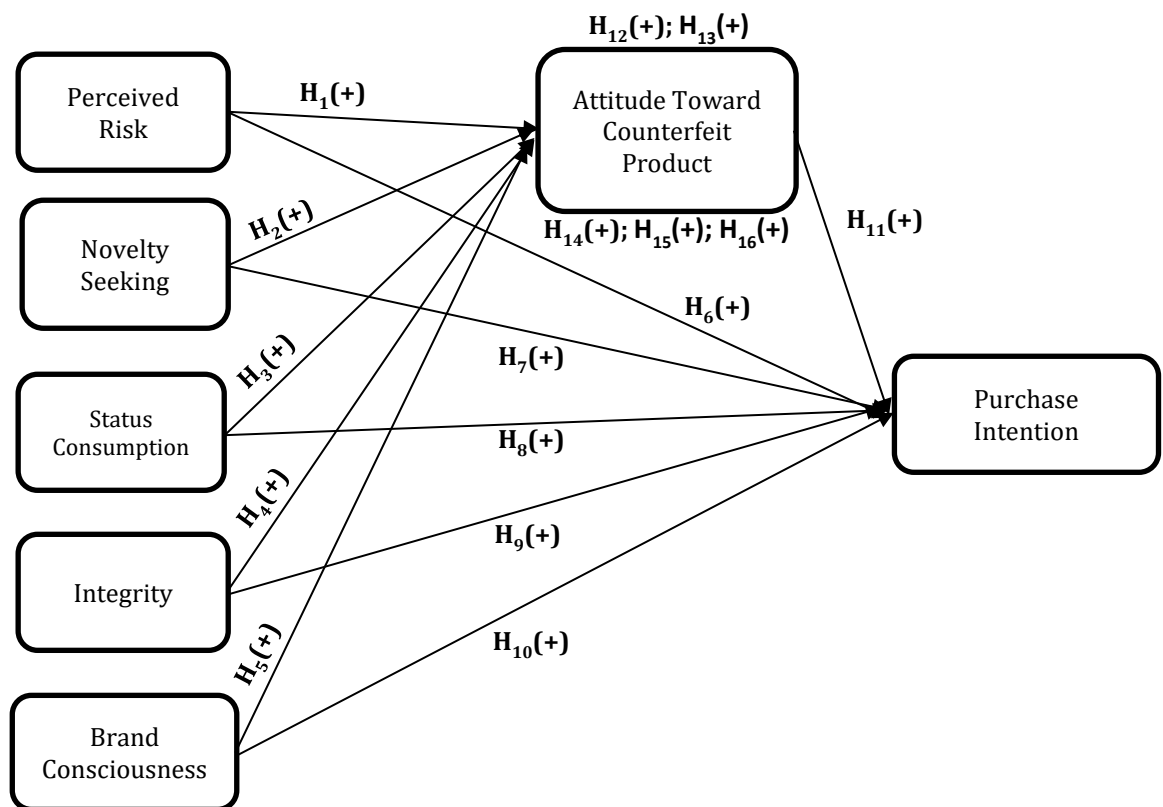 H₁₂(+); H₁₃(+)
Perceived
Risk
H₁(+)
Attitude Toward
Counterfeit
Product
Novelty
Seeking
H₂(+)
H₁₄(+); H₁₅(+); H₁₆(+)
H₁₁(+)
H₆(+)
H₃(+)
H₇(+)
Status
Consumption
H₈(+)
Purchase
Intention
H₄(+)
H₉(+)
Integrity
H₅(+)
H₁₀(+)
Brand
Consciousness